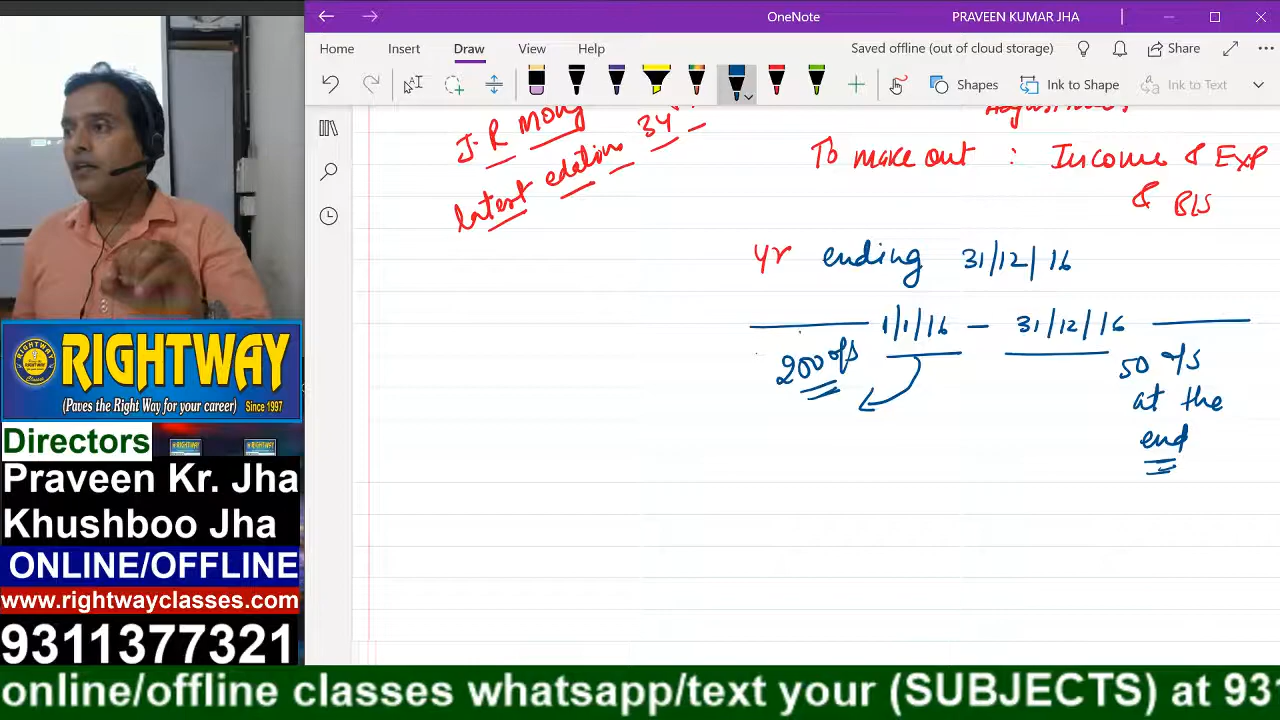 OneNote
PRAVEEN KUMAR JHA
Home Insert Draw View Help
Saved offline (out of cloud storage)
Share
Shapes
Ink to Shape
Ink to Text
J.R Mong
latest edation 34
To make out : Income & Exp
& B/S
yr ending 31/12/16
1/1/16 - 31/12/16
200 o/s
50 o/s
at the
end
RIGHTWAY
(Paves the Right Way for your career) Since 1997
Directors
Praveen Kr. Jha
Khushboo Jha
ONLINE/OFFLINE
www.rightwayclasses.com
9311377321
online/offline classes whatsapp/text your (SUBJECTS) at 931